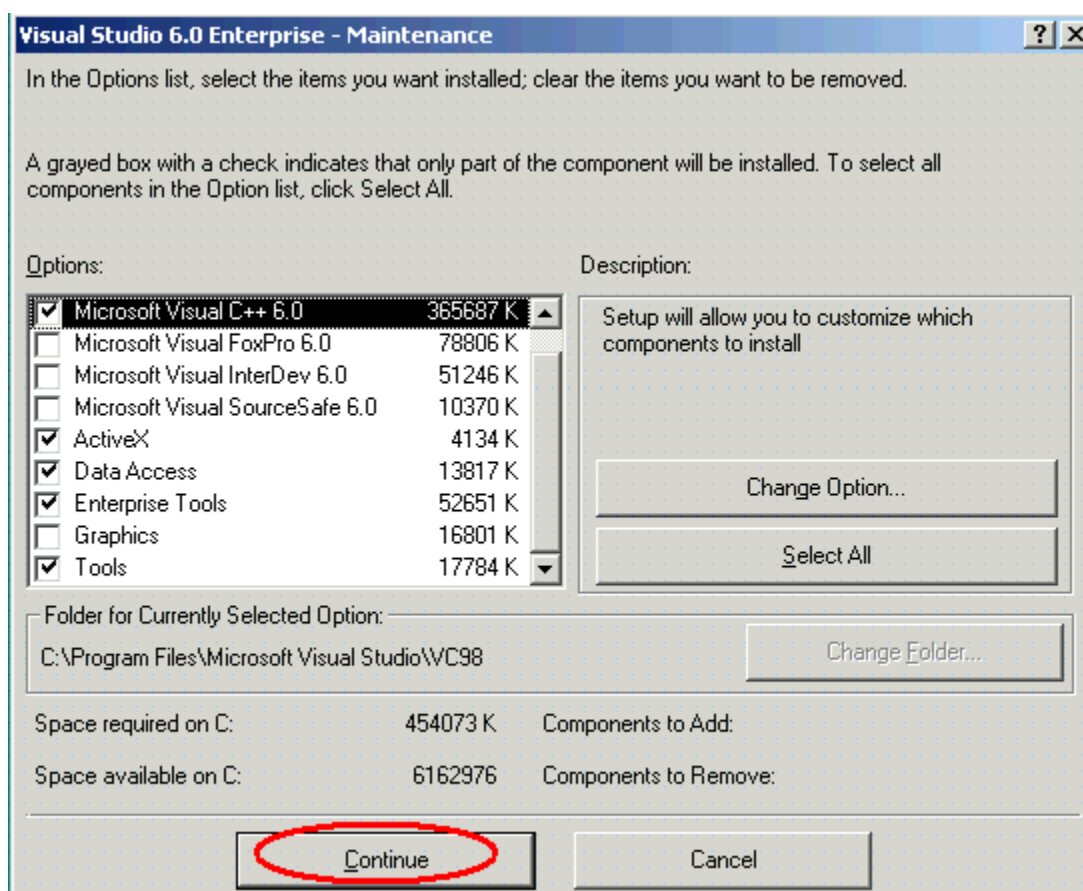 Visual Studio 6.0 Enterprise - Maintenance
In the Options list, select the items you want installed; clear the items you want to be removed.
A grayed box with a check indicates that only part of the component will be installed. To select all
components in the Option list, click Select All.
Options:
Description:
Microsoft Visual C++ 6.0 365687 K
Microsoft Visual FoxPro 6.0 78806 K
Microsoft Visual InterDev 6.0 51246 K
Microsoft Visual SourceSafe 6.0 10370 K
ActiveX 4134 K
Data Access 13817 K
Enterprise Tools 52651 K
Graphics 16801 K
Tools 17784 K
Setup will allow you to customize which
components to install
Change Option...
Select All
Folder for Currently Selected Option:
C:\Program Files\Microsoft Visual Studio\VC98
Change Folder...
Space required on C: 454073 K Components to Add:
Space available on C: 6162976 Components to Remove:
Continue
Cancel